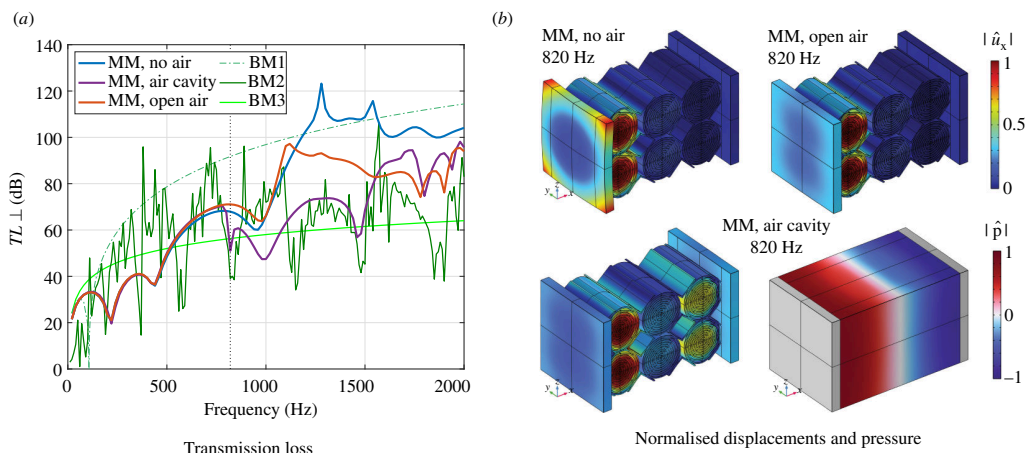 (a)
140
120
100
80
60
40
20
0
TL ⊥ (dB)
MM, no air
MM, air cavity
MM, open air
BM1
BM2
BM3
0 500 1000 1500 2000
Frequency (Hz)
Transmission loss
(b)
MM, no air
820 Hz
MM, open air
820 Hz
| û_x |
1
0.5
0
MM, air cavity
820 Hz
| p̂ |
1
0
−1
y z x
y z x
y z x
y z x
Normalised displacements and pressure